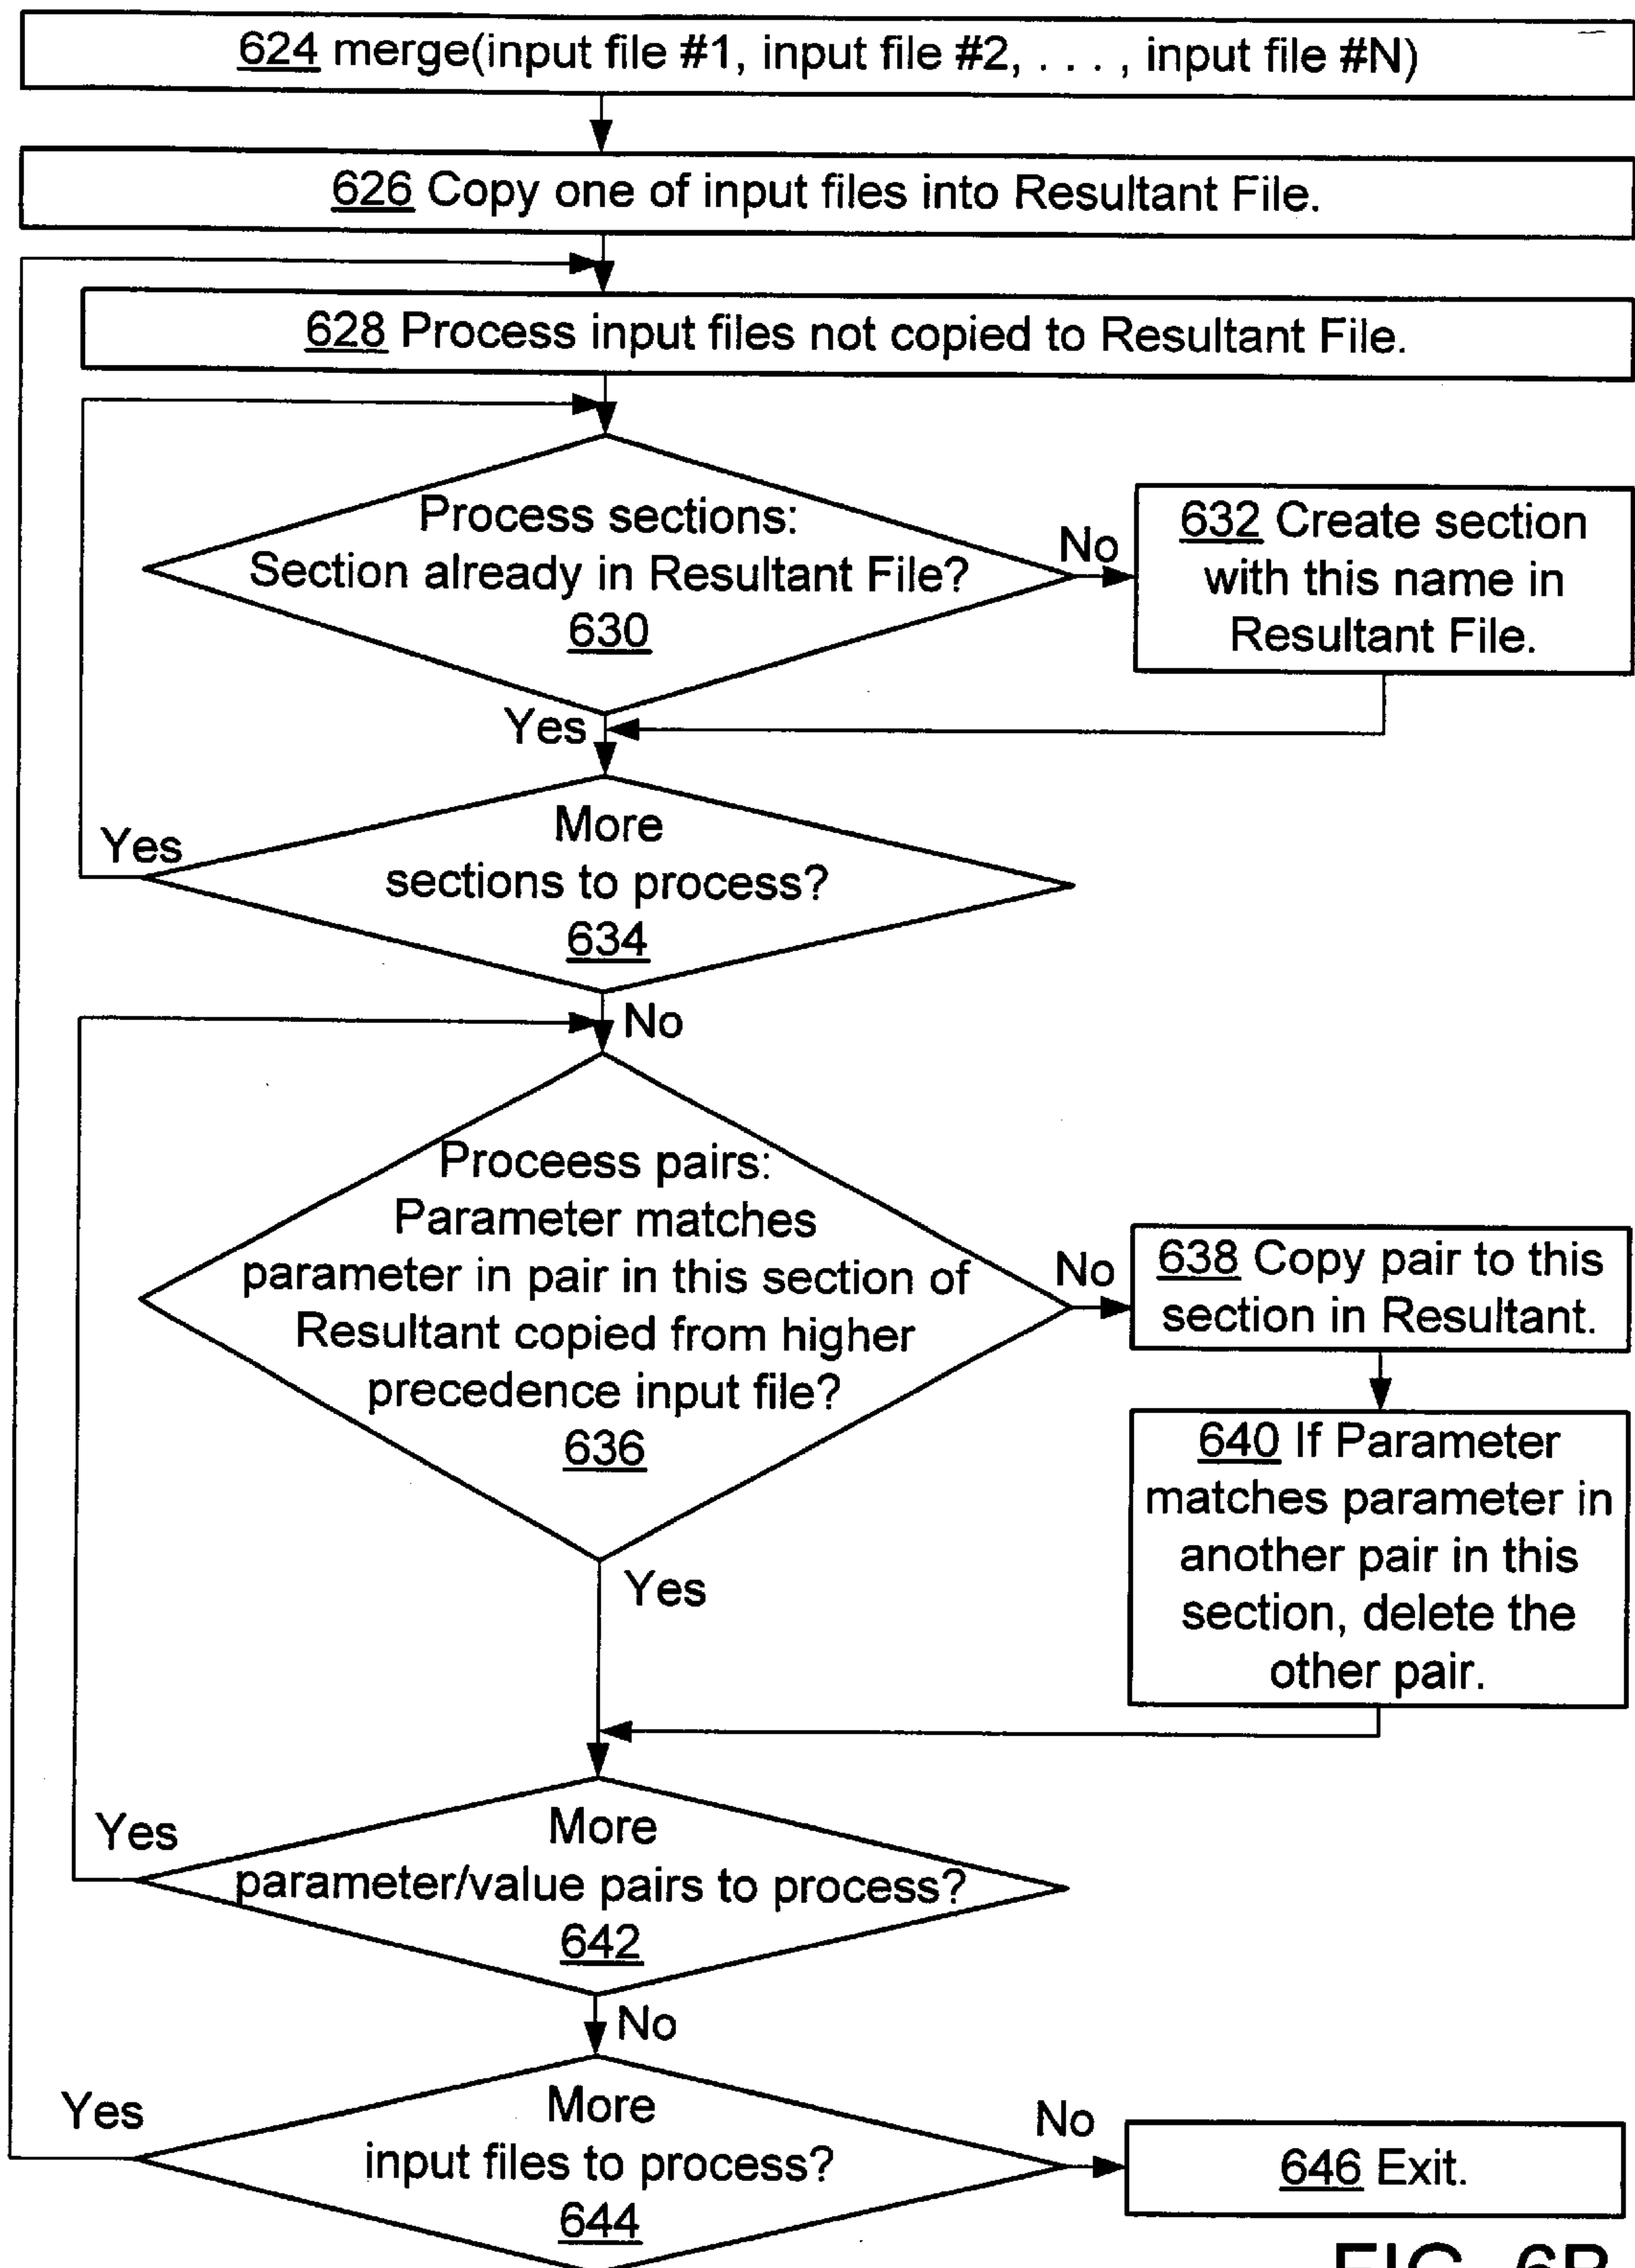 624 merge(input file #1, input file #2, . . . , input file #N)
626 Copy one of input files into Resultant File.
628 Process input files not copied to Resultant File.
Process sections:
Section already in Resultant File?
630
No
632 Create section
with this name in
Resultant File.
Yes
More
sections to process?
634
Yes
No
Proceess pairs:
Parameter matches
parameter in pair in this section of
Resultant copied from higher
precedence input file?
636
No
638 Copy pair to this
section in Resultant.
640 If Parameter
matches parameter in
another pair in this
section, delete the
other pair.
Yes
More
parameter/value pairs to process?
642
Yes
No
More
input files to process?
644
Yes
No
646 Exit.
FIG. 6B